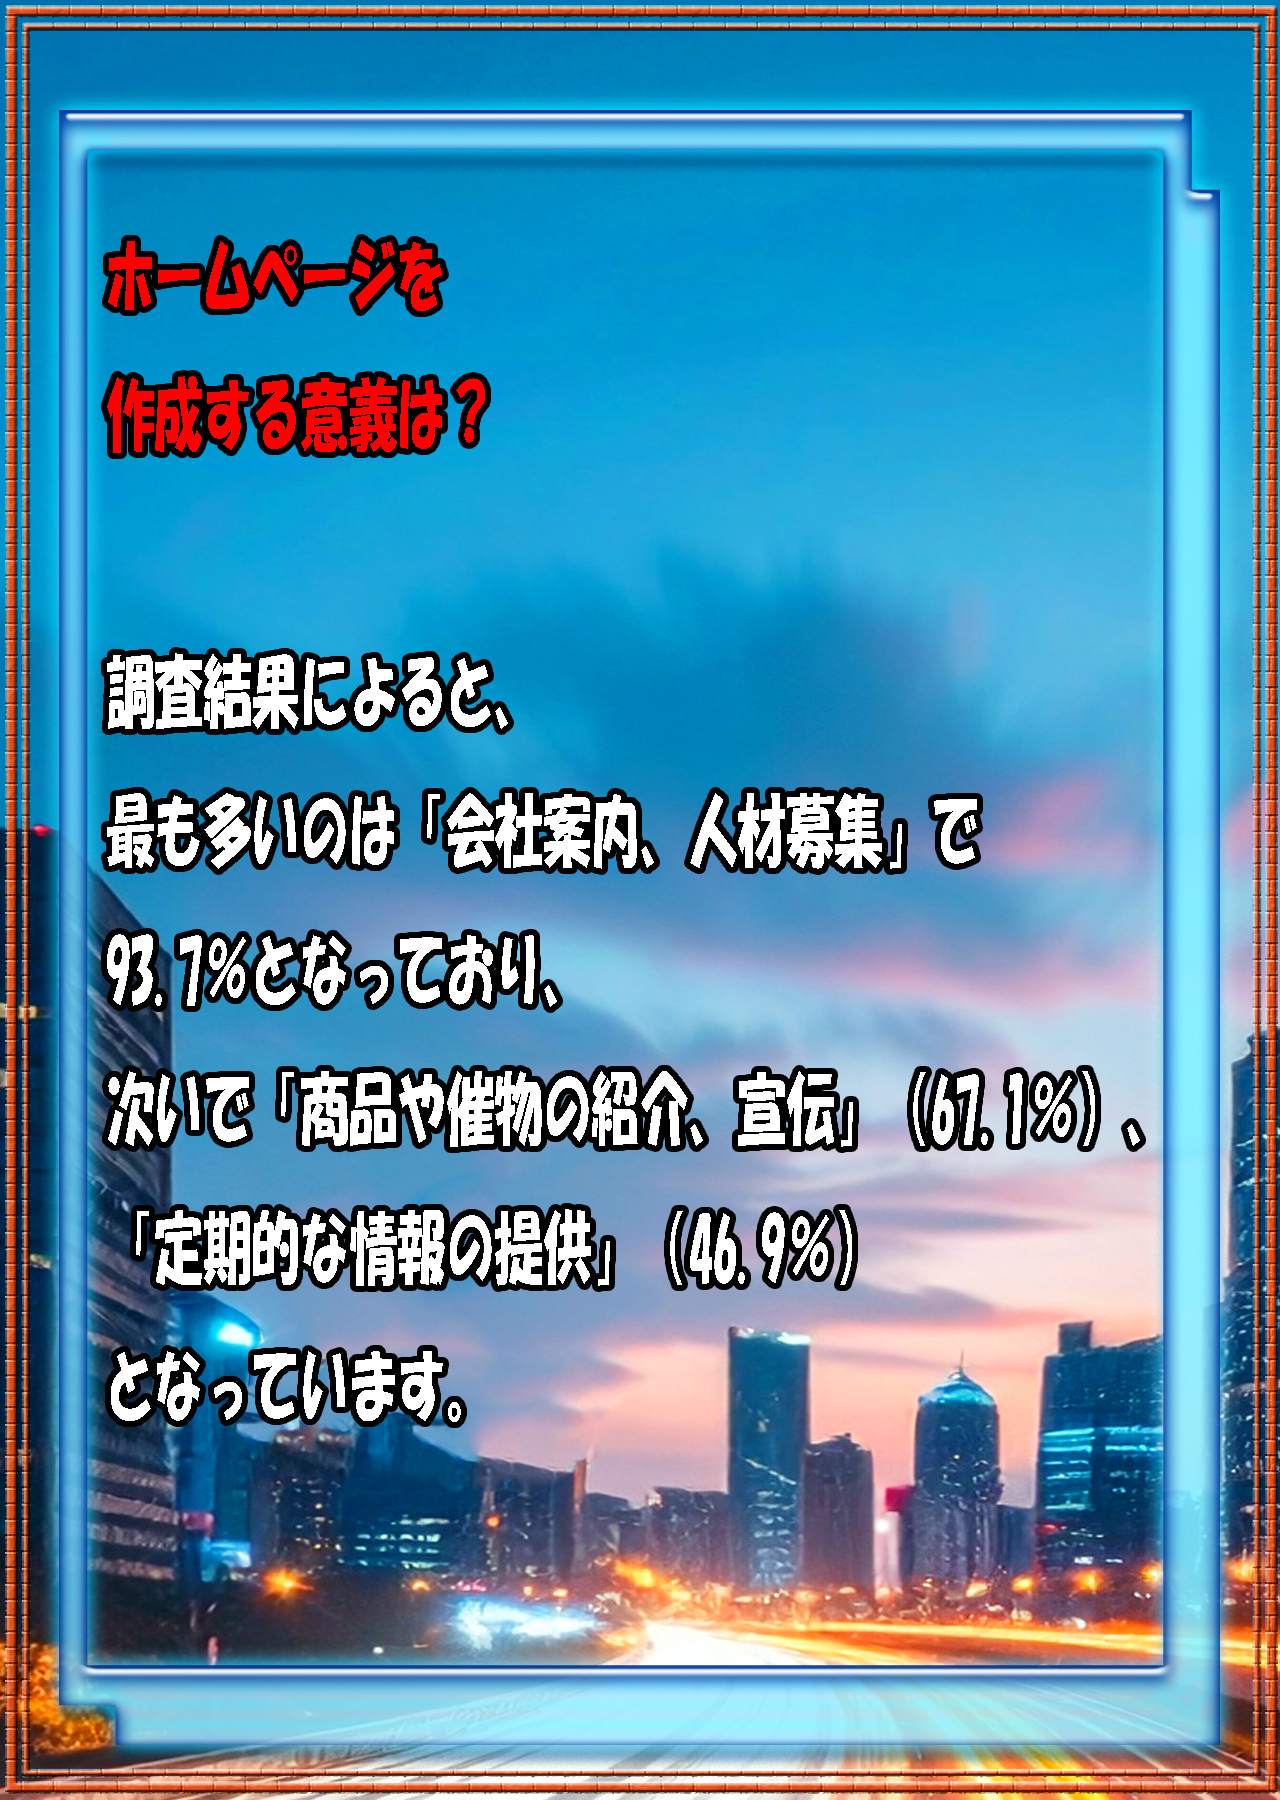 ホームページを
作成する意義は？
調査結果によると、
最も多いのは「会社案内、人材募集」で
93.7％となっており、
次いで「商品や催物の紹介、宣伝」（67.1％）、
「定期的な情報の提供」（46.9％）
となっています。